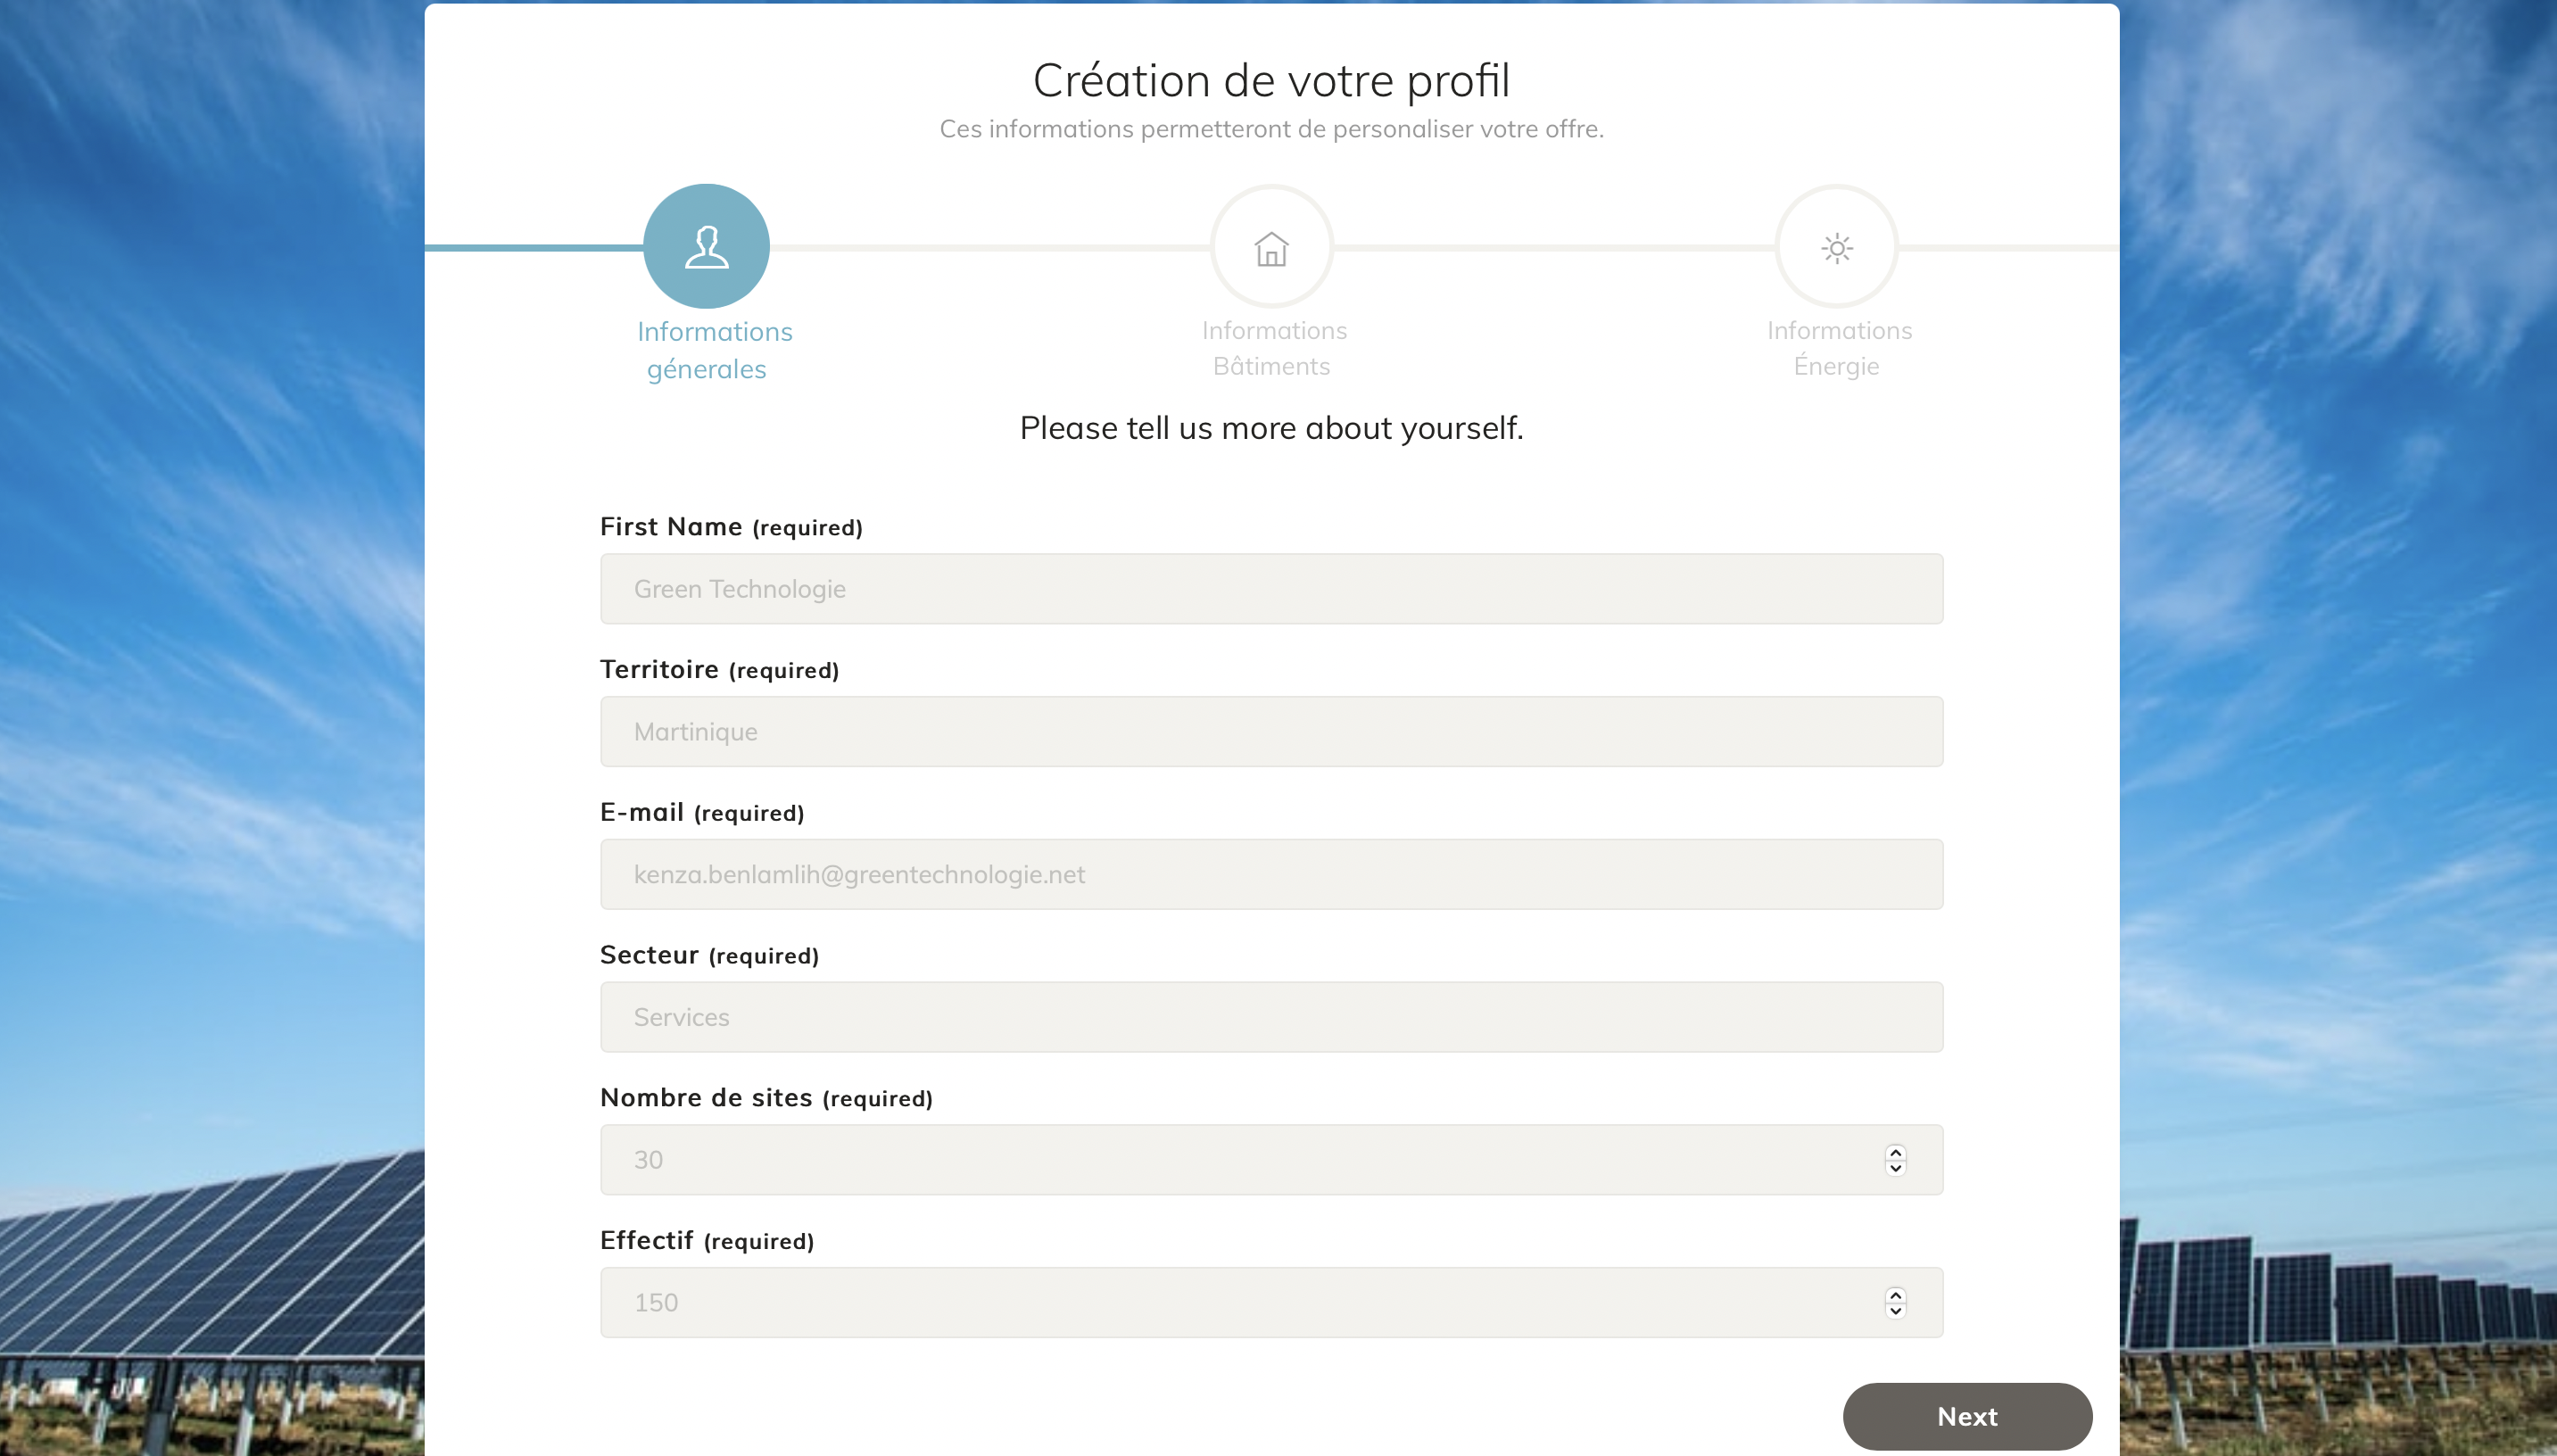 Création de votre profil
Ces informations permetteront de personaliser votre offre.
Informations
génerales
Informations
Bâtiments
Informations
Énergie
Please tell us more about yourself.
First Name (required)
Green Technologie
Territoire (required)
Martinique
E-mail (required)
kenza.benlamlih@greentechnologie.net
Secteur (required)
Services
Nombre de sites (required)
30
Effectif (required)
150
Next